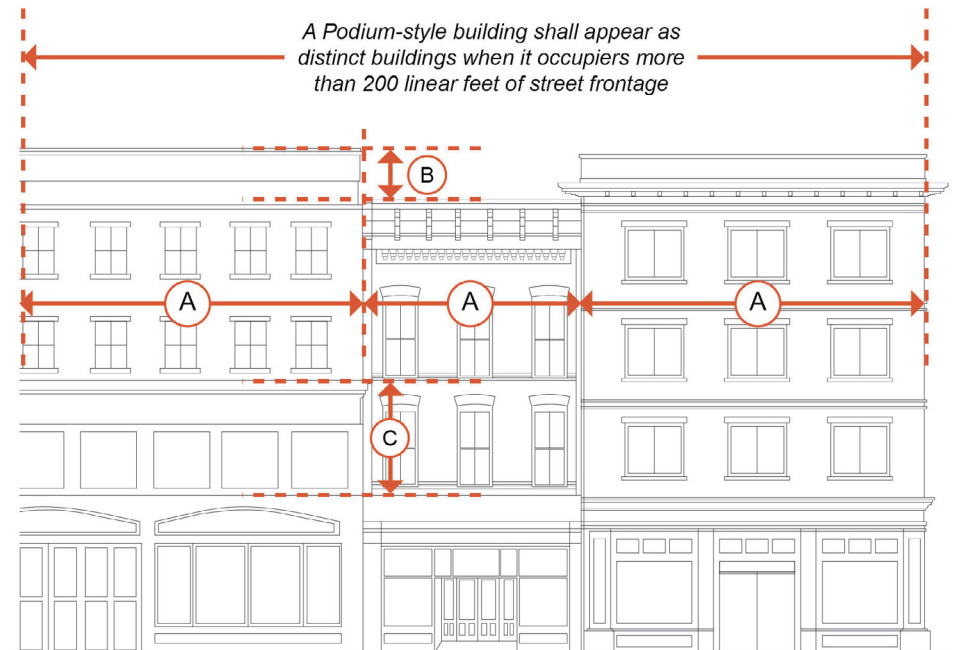 A Podium-style building shall appear as
distinct buildings when it occupiers more
than 200 linear feet of street frontage
B
A A A
C